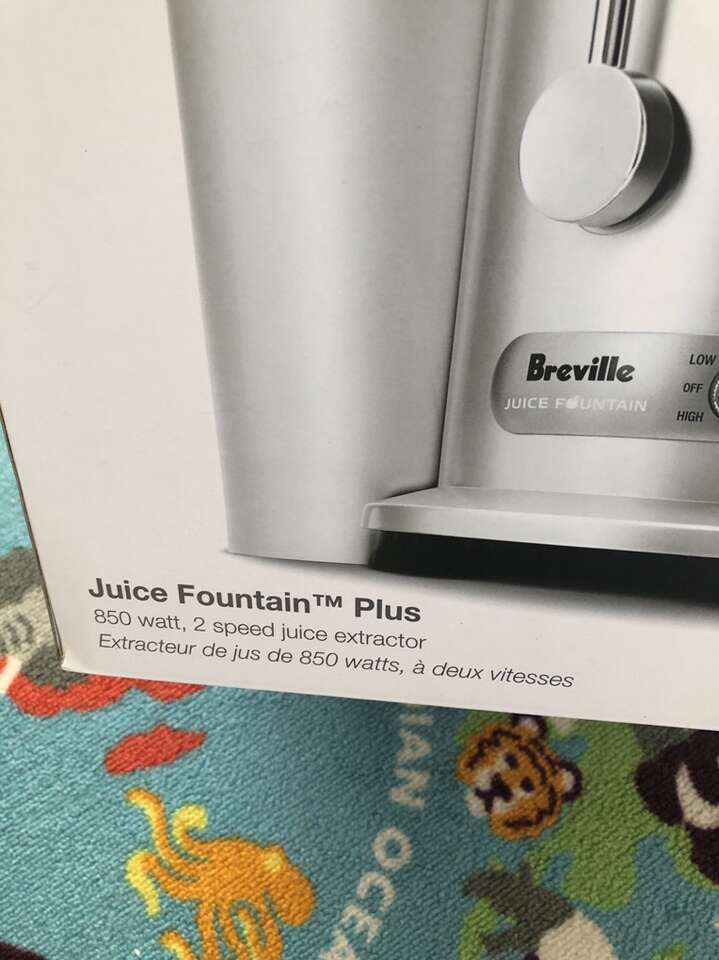 Breville
JUICE FOUNTAIN
LOW
OFF
HIGH
Juice Fountain™ Plus
850 watt, 2 speed juice extractor
Extracteur de jus de 850 watts, à deux vitesses
OCEA